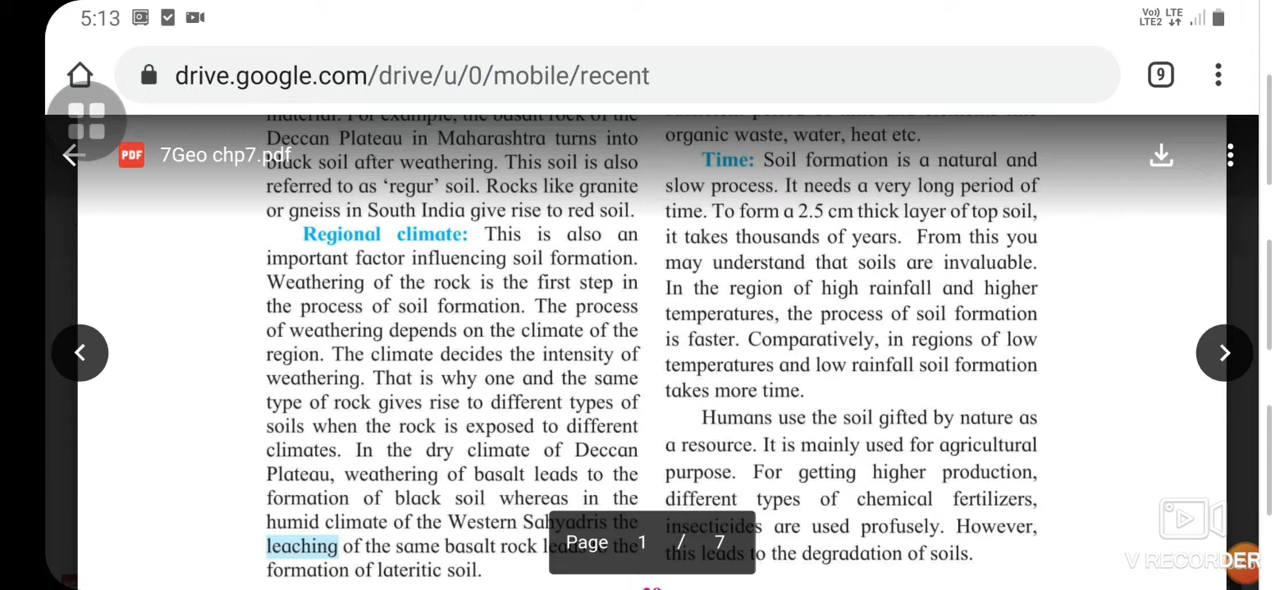 5:13
Vo) LTE
LTE2
drive.google.com/drive/u/0/mobile/recent
9
PDF 7Geo chp7.pdf
material. For example, the basalt rock of the
Deccan Plateau in Maharashtra turns into
black soil after weathering. This soil is also
referred to as ‘regur’ soil. Rocks like granite
or gneiss in South India give rise to red soil.
Regional climate: This is also an
important factor influencing soil formation.
Weathering of the rock is the first step in
the process of soil formation. The process
of weathering depends on the climate of the
region. The climate decides the intensity of
weathering. That is why one and the same
type of rock gives rise to different types of
soils when the rock is exposed to different
climates. In the dry climate of Deccan
Plateau, weathering of basalt leads to the
formation of black soil whereas in the
humid climate of the Western Sahyadris the
leaching of the same basalt rock leads to the
formation of lateritic soil.
organic waste, water, heat etc.
Time: Soil formation is a natural and
slow process. It needs a very long period of
time. To form a 2.5 cm thick layer of top soil,
it takes thousands of years. From this you
may understand that soils are invaluable.
In the region of high rainfall and higher
temperatures, the process of soil formation
is faster. Comparatively, in regions of low
temperatures and low rainfall soil formation
takes more time.
Humans use the soil gifted by nature as
a resource. It is mainly used for agricultural
purpose. For getting higher production,
different types of chemical fertilizers,
insecticides are used profusely. However,
this leads to the degradation of soils.
Page 1 / 7
V RECORDER